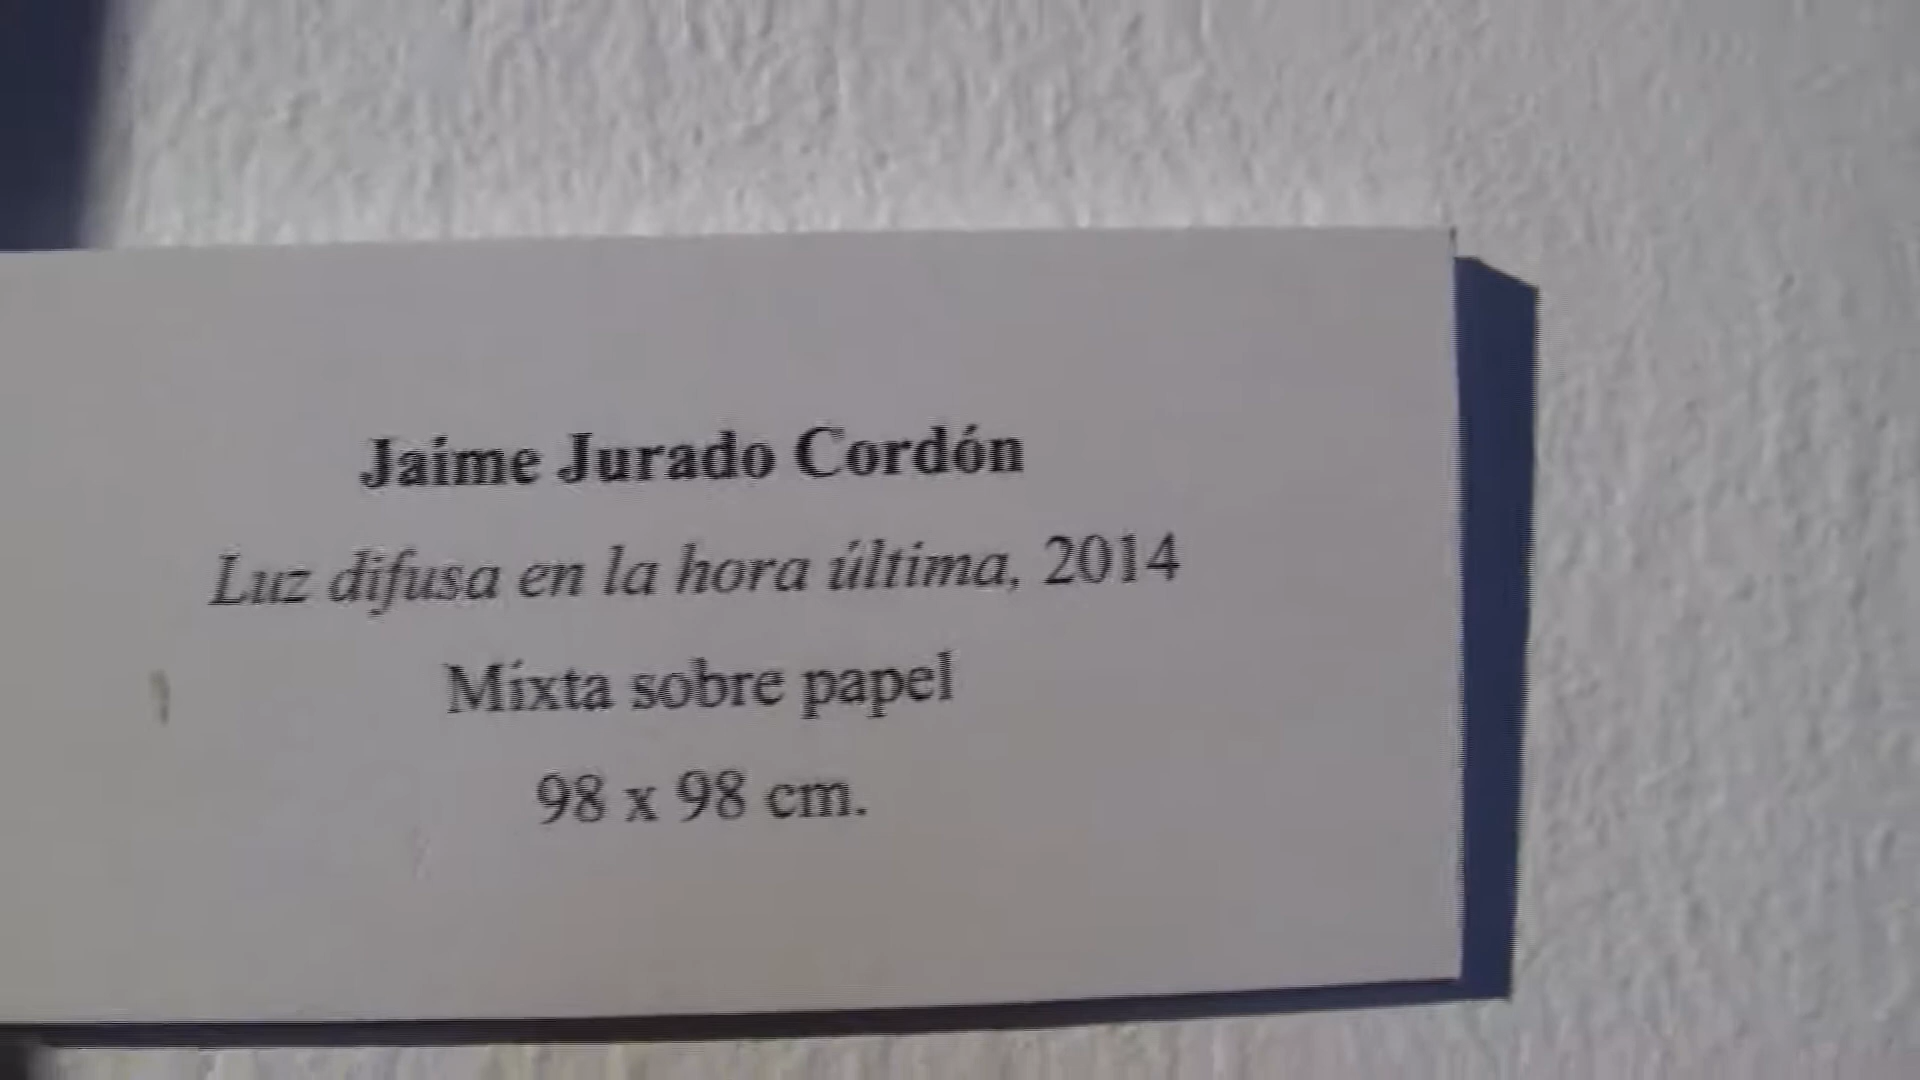 Jaime Jurado Cordón
Luz difusa en la hora última, 2014
Mixta sobre papel
98 x 98 cm.